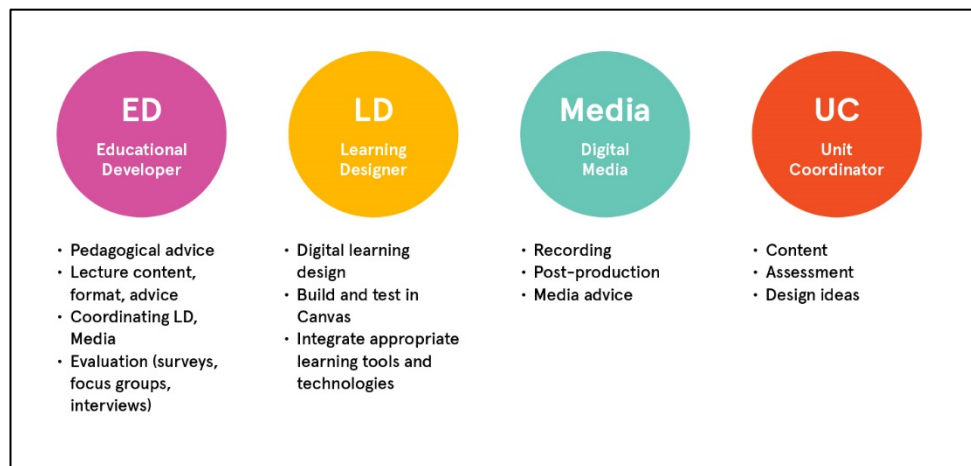 ED
Educational
Developer
• Pedagogical advice
• Lecture content,
format, advice
• Coordinating LD,
Media
• Evaluation (surveys,
focus groups,
interviews)
LD
Learning
Designer
• Digital learning
design
• Build and test in
Canvas
• Integrate appropriate
learning tools and
technologies
Media
Digital
Media
• Recording
• Post-production
• Media advice
UC
Unit
Coordinator
• Content
• Assessment
• Design ideas